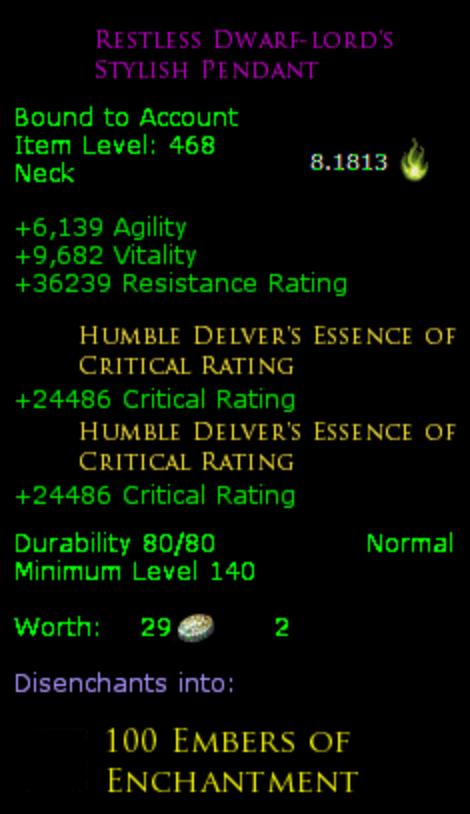 Restless Dwarf-lord's
Stylish Pendant
Bound to Account
Item Level: 468
8.1813
Neck
+6,139 Agility
+9,682 Vitality
+36239 Resistance Rating
Humble Delver's Essence of
Critical Rating
+24486 Critical Rating
Humble Delver's Essence of
Critical Rating
+24486 Critical Rating
Durability 80/80 Normal
Minimum Level 140
Worth: 29 2
Disenchants into:
100 Embers of
Enchantment